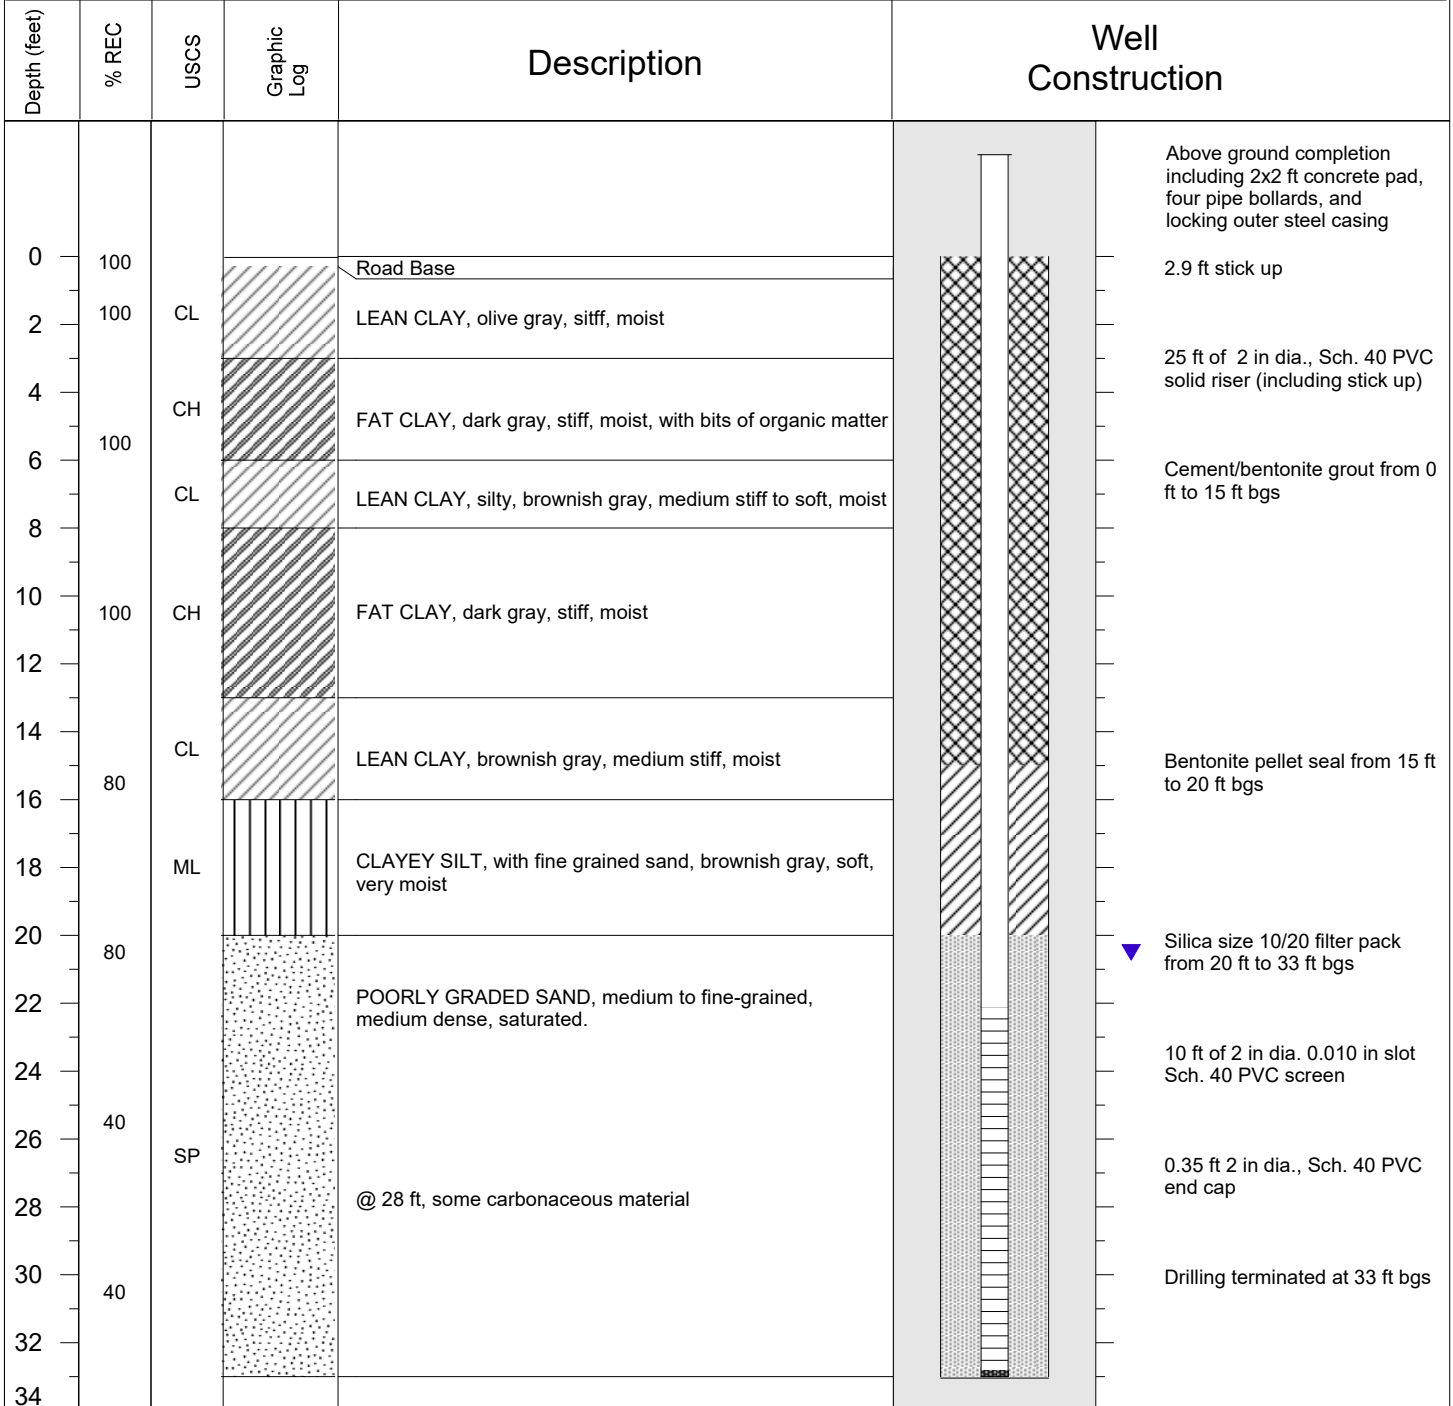 Depth (feet)
% REC
USCS
Graphic
Log
Description
Well
Construction
Above ground completion
including 2x2 ft concrete pad,
four pipe bollards, and
locking outer steel casing
0
100
Road Base
2.9 ft stick up
2
100
CL
LEAN CLAY, olive gray, sitff, moist
25 ft of 2 in dia., Sch. 40 PVC
solid riser (including stick up)
4
CH
FAT CLAY, dark gray, stiff, moist, with bits of organic matter
100
6
Cement/bentonite grout from 0
ft to 15 ft bgs
CL
LEAN CLAY, silty, brownish gray, medium stiff to soft, moist
8
10
100
CH
FAT CLAY, dark gray, stiff, moist
12
14
CL
LEAN CLAY, brownish gray, medium stiff, moist
Bentonite pellet seal from 15 ft
to 20 ft bgs
80
16
18
ML
CLAYEY SILT, with fine grained sand, brownish gray, soft,
very moist
20
80
Silica size 10/20 filter pack
from 20 ft to 33 ft bgs
22
POORLY GRADED SAND, medium to fine-grained,
medium dense, saturated.
24
10 ft of 2 in dia. 0.010 in slot
Sch. 40 PVC screen
40
26
SP
0.35 ft 2 in dia., Sch. 40 PVC
end cap
28
@ 28 ft, some carbonaceous material
30
40
Drilling terminated at 33 ft bgs
32
34